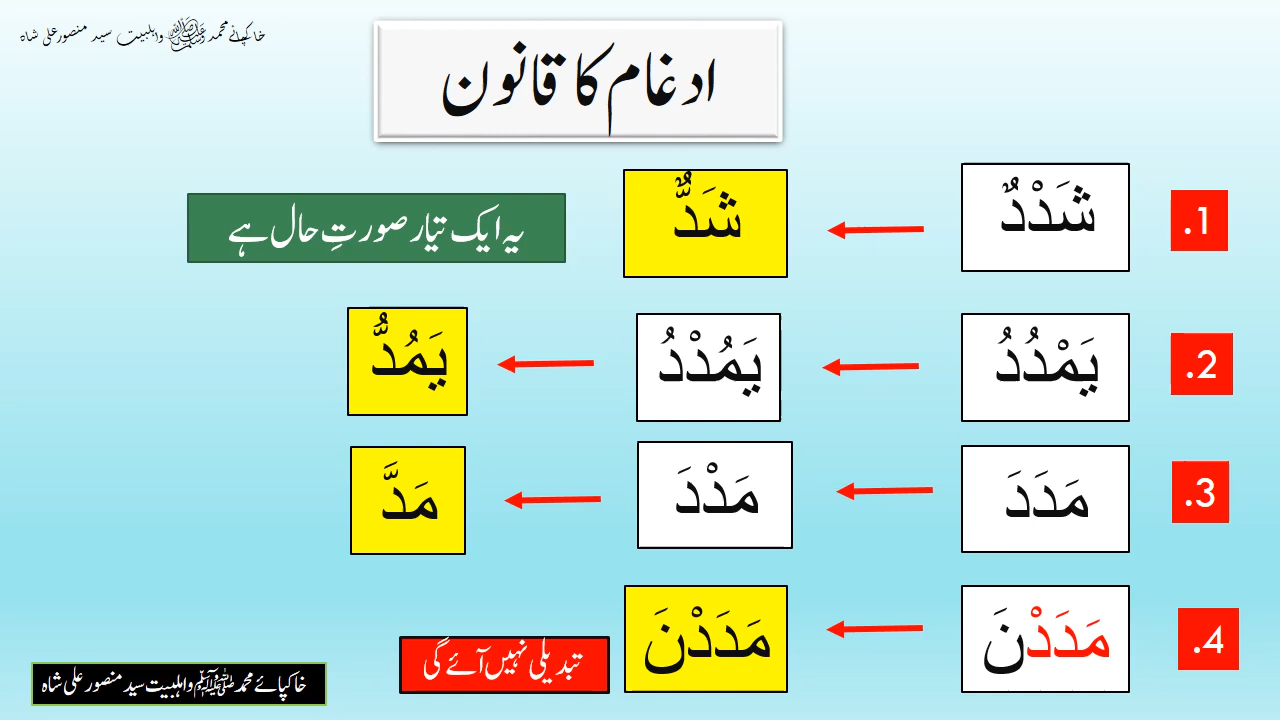 خاکپائے محمد ﷺ واہلبیت سید منصور علی شاہ
ادغام کا قانون
1. شَدْدٌ شَدٌّ یہ ایک تیار صورتِ حال ہے
2. يَمْدُدُ يَمُدْدُ يَمُدُّ
3. مَدَدَ مَدْدَ مَدَّ
4. مَدَدْنَ مَدَدْنَ تبدیلی نہیں آئے گی
خاکپائے محمد ﷺ واہلبیت سید منصور علی شاہ